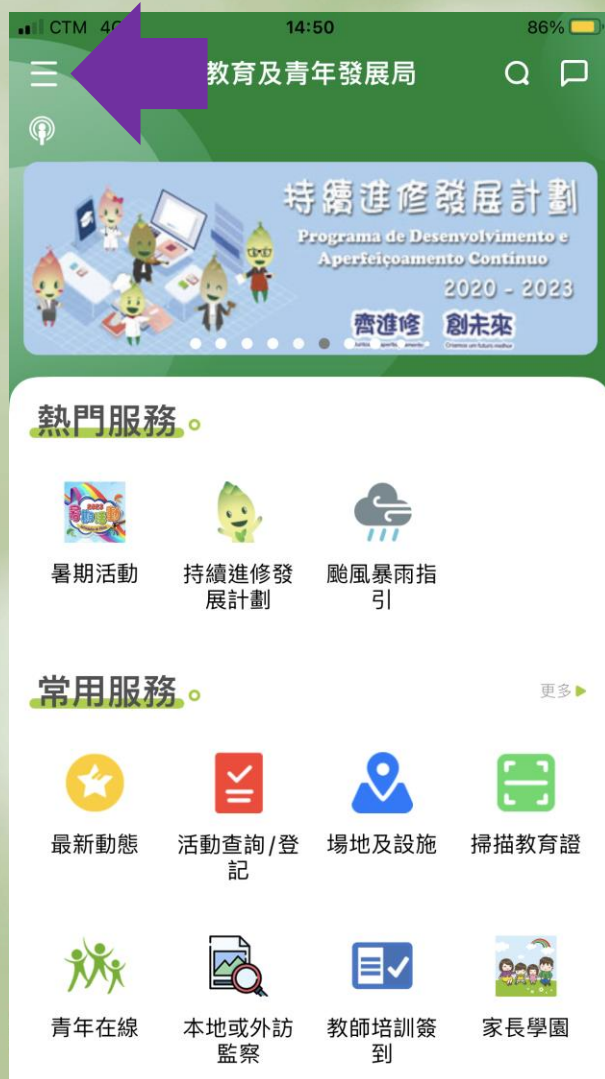 CTM 4G 14:50 86%
教育及青年發展局
持續進修發展計劃
Programa de Desenvolvimento e
Aperfeiçoamento Contínuo
2020 - 2023
齊進修 創未來
熱門服務
暑期活動
持續進修發
展計劃
颱風暴雨指
引
常用服務
更多
最新動態
活動查詢/登
記
場地及設施
掃描教育證
青年在線
本地或外訪
監察
教師培訓簽
到
家長學園